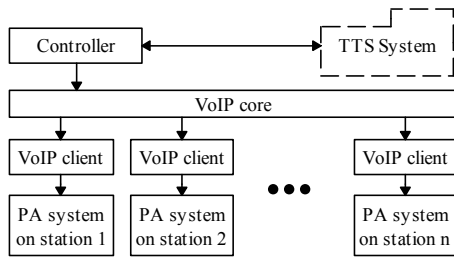 Controller
TTS System
VoIP core
VoIP client
VoIP client
VoIP client
PA system
on station 1
PA system
on station 2
PA system
on station n